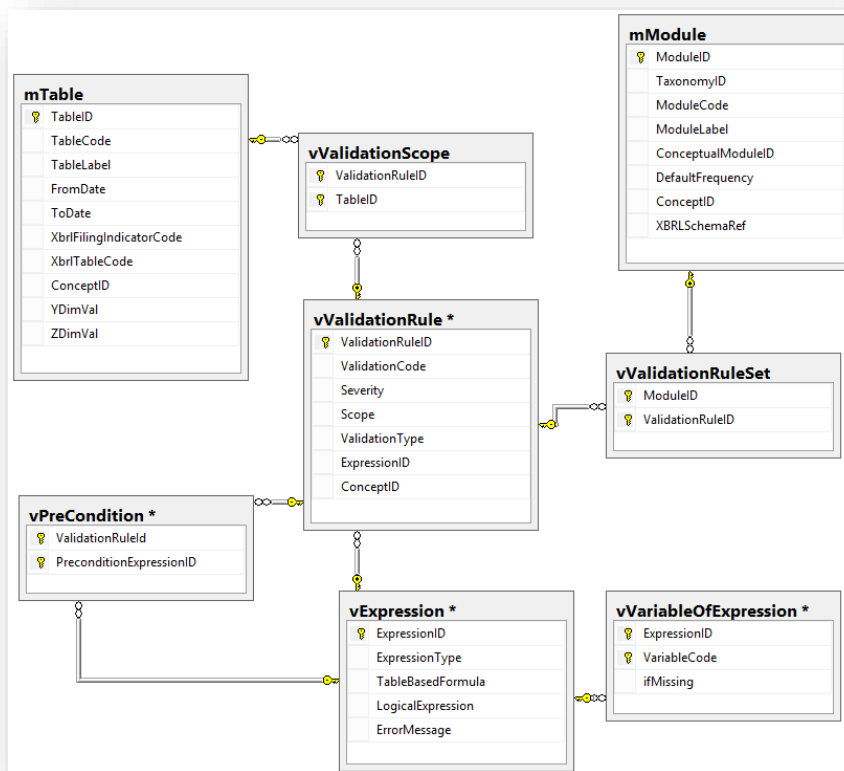 mTable
TableID
TableCode
TableLabel
FromDate
ToDate
XbrlFilingIndicatorCode
XbrlTableCode
ConceptID
YDimVal
ZDimVal
vValidationScope
ValidationRuleID
TableID
mModule
ModuleID
TaxonomyID
ModuleCode
ModuleLabel
ConceptualModuleID
DefaultFrequency
ConceptID
XBRLSchemaRef
vValidationRule *
ValidationRuleID
ValidationCode
Severity
Scope
ValidationType
ExpressionID
ConceptID
vValidationRuleSet
ModuleID
ValidationRuleID
vPreCondition *
ValidationRuleId
PreconditionExpressionID
vExpression *
ExpressionID
ExpressionType
TableBasedFormula
LogicalExpression
ErrorMessage
vVariableOfExpression *
ExpressionID
VariableCode
ifMissing